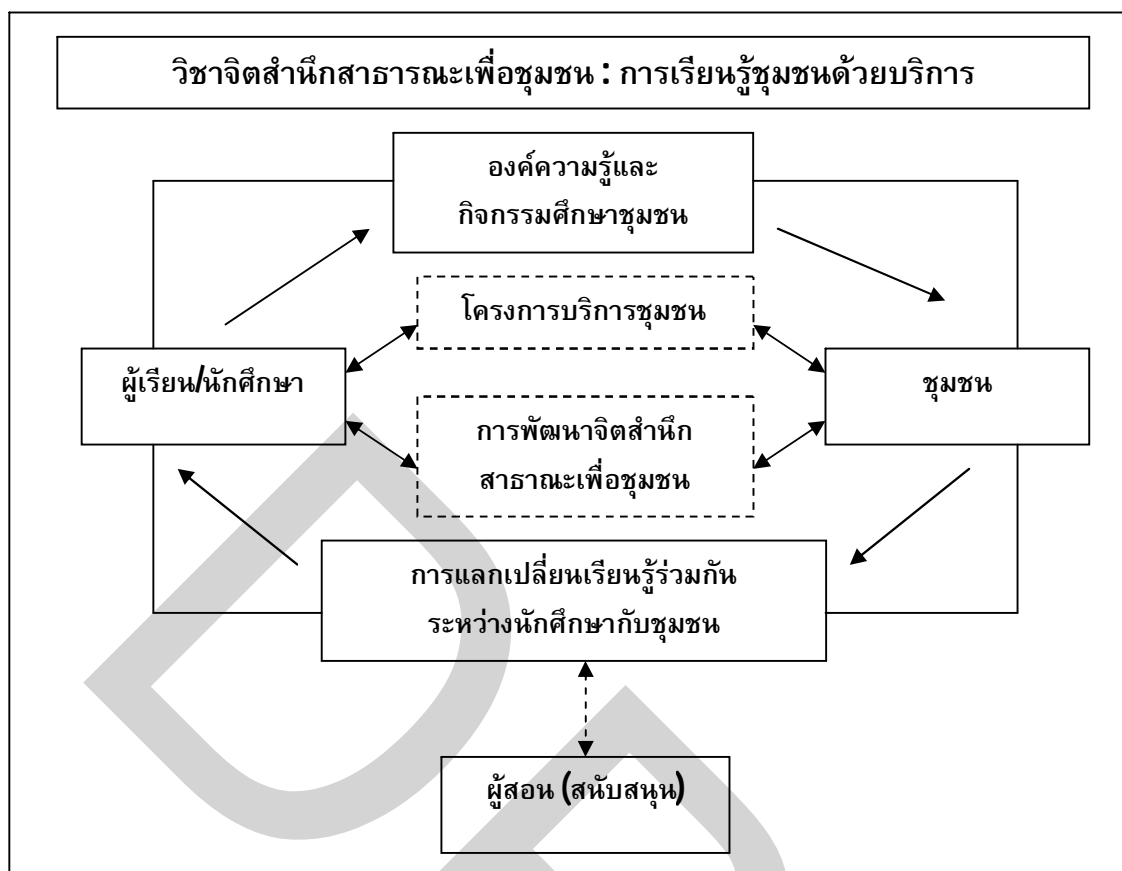 วิชาจิตสำนึกสาธารณะเพื่อชุมชน : การเรียนรู้ชุมชนด้วยบริการ
องค์ความรู้และ
กิจกรรมศึกษาชุมชน
โครงการบริการชุมชน
ผู้เรียน/นักศึกษา
ชุมชน
การพัฒนาจิตสำนึก
สาธาณะเพื่อชุมชน
การแลกเปลี่ยนเรียนรู้ร่วมกัน
ระหว่างนักศึกษากับชุมชน
ผู้สอน (สนับสนุน)